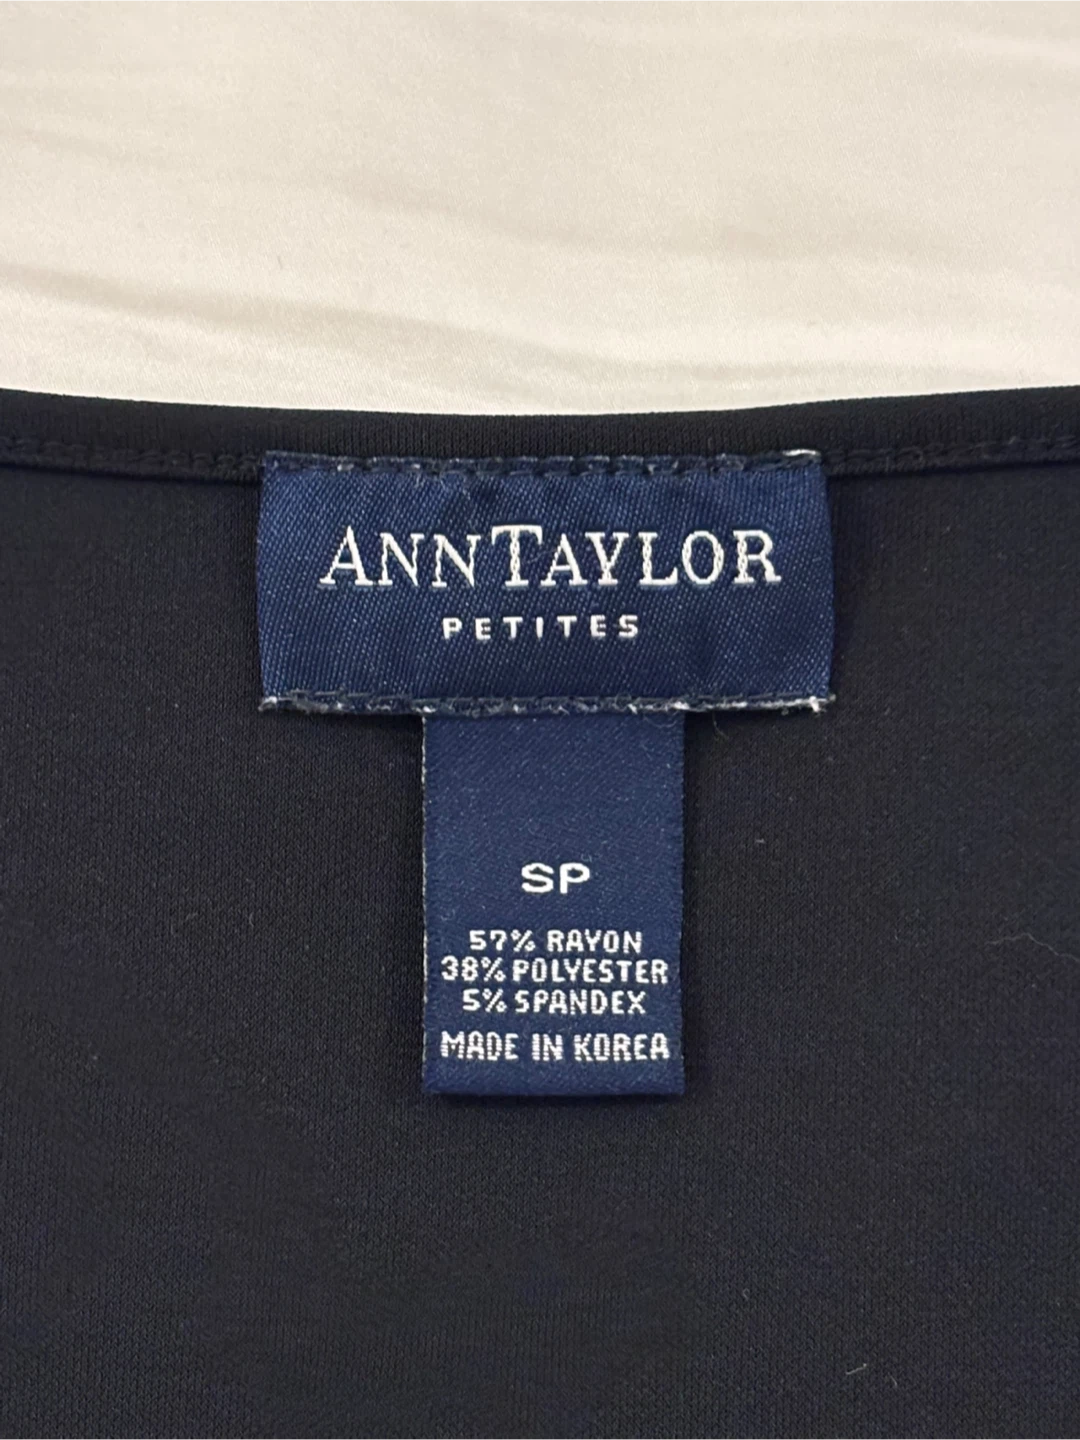 ANNTAYLOR
PETITES
SP
57% RAYON
38% POLYESTER
5% SPANDEX
MADE IN KOREA